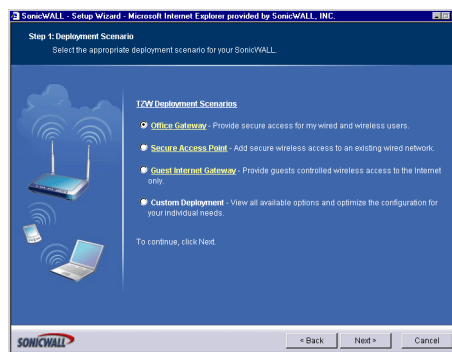 SonicWALL - Setup Wizard - Microsoft Internet Explorer provided by SonicWALL, INC.
Step 1: Deployment Scenario
Select the appropriate deployment scenario for your SonicWALL.
TZW Deployment Scenarios
Office Gateway - Provide secure access for my wired and wireless users.
Secure Access Point - Add secure wireless access to an existing wired network.
Guest Internet Gateway - Provide guests controlled wireless access to the Internet
only.
Custom Deployment - View all available options and optimize the configuration for
your individual needs.
To continue, click Next.
SONICWALL
< Back
Next >
Cancel